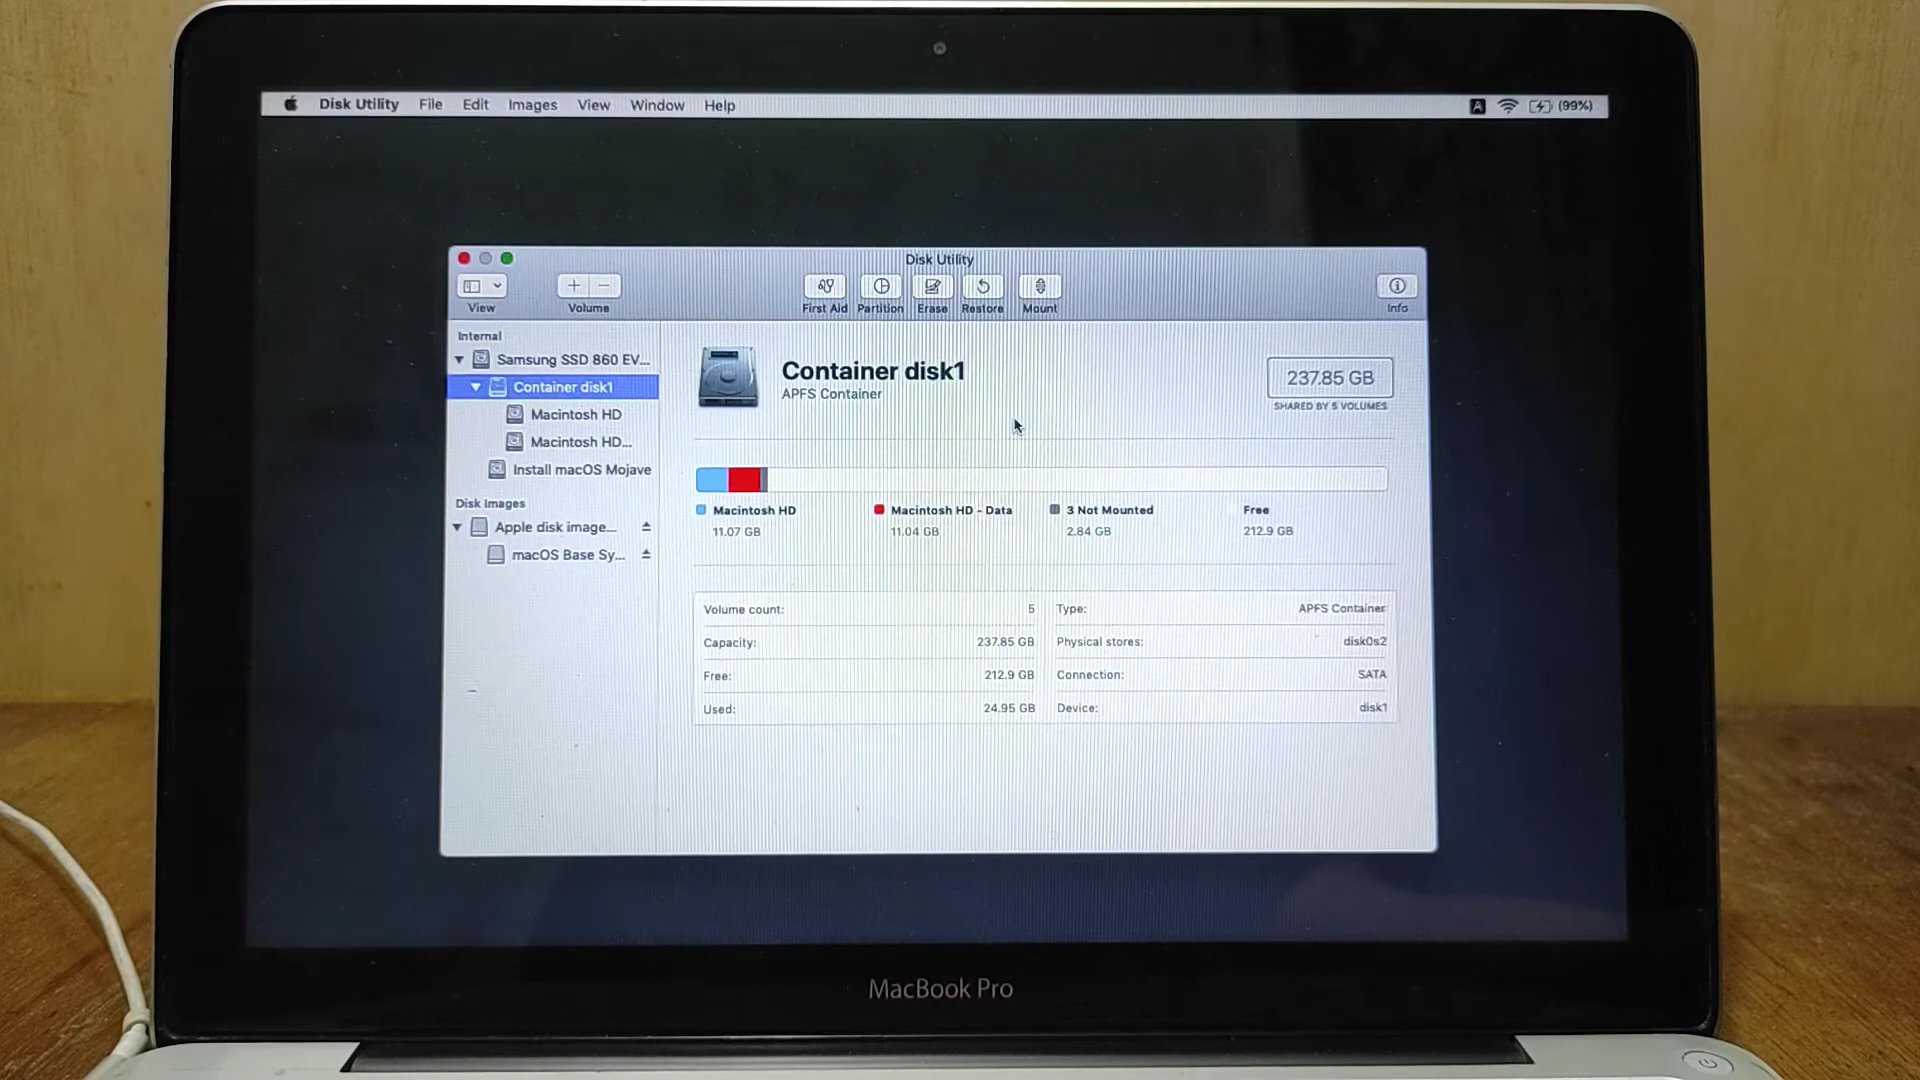 Disk Utility File Edit Images View Window Help A (99%)
Disk Utility
View Volume First Aid Partition Erase Restore Mount Info
Internal
Samsung SSD 860 EV...
Container disk1
Macintosh HD
Macintosh HD...
Install macOS Mojave
Disk Images
Apple disk image...
macOS Base Sy...
Container disk1
APFS Container
237.85 GB
SHARED BY 5 VOLUMES
Macintosh HD
11.07 GB
Macintosh HD - Data
11.04 GB
3 Not Mounted
2.84 GB
Free
212.9 GB
Volume count: 5
Capacity: 237.85 GB
Free: 212.9 GB
Used: 24.95 GB
Type: APFS Container
Physical stores: disk0s2
Connection: SATA
Device: disk1
MacBook Pro